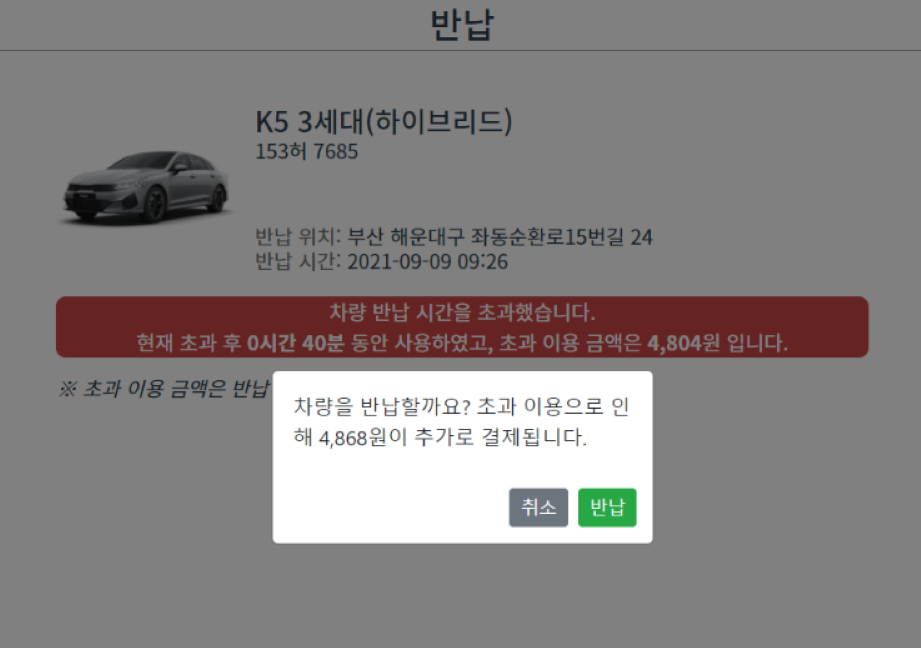 반납
K5 3세대(하이브리드)
153허 7685
반납 위치: 부산 해운대구 좌동순환로15번길 24
반납 시간: 2021-09-09 09:26
차량 반납 시간을 초과했습니다.
현재 초과 후 0시간 40분 동안 사용하였고, 초과 이용 금액은 4,804원 입니다.
※ 초과 이용 금액은 반납
차량을 반납할까요? 초과 이용으로 인
해 4,868원이 추가로 결제됩니다.
취소
반납